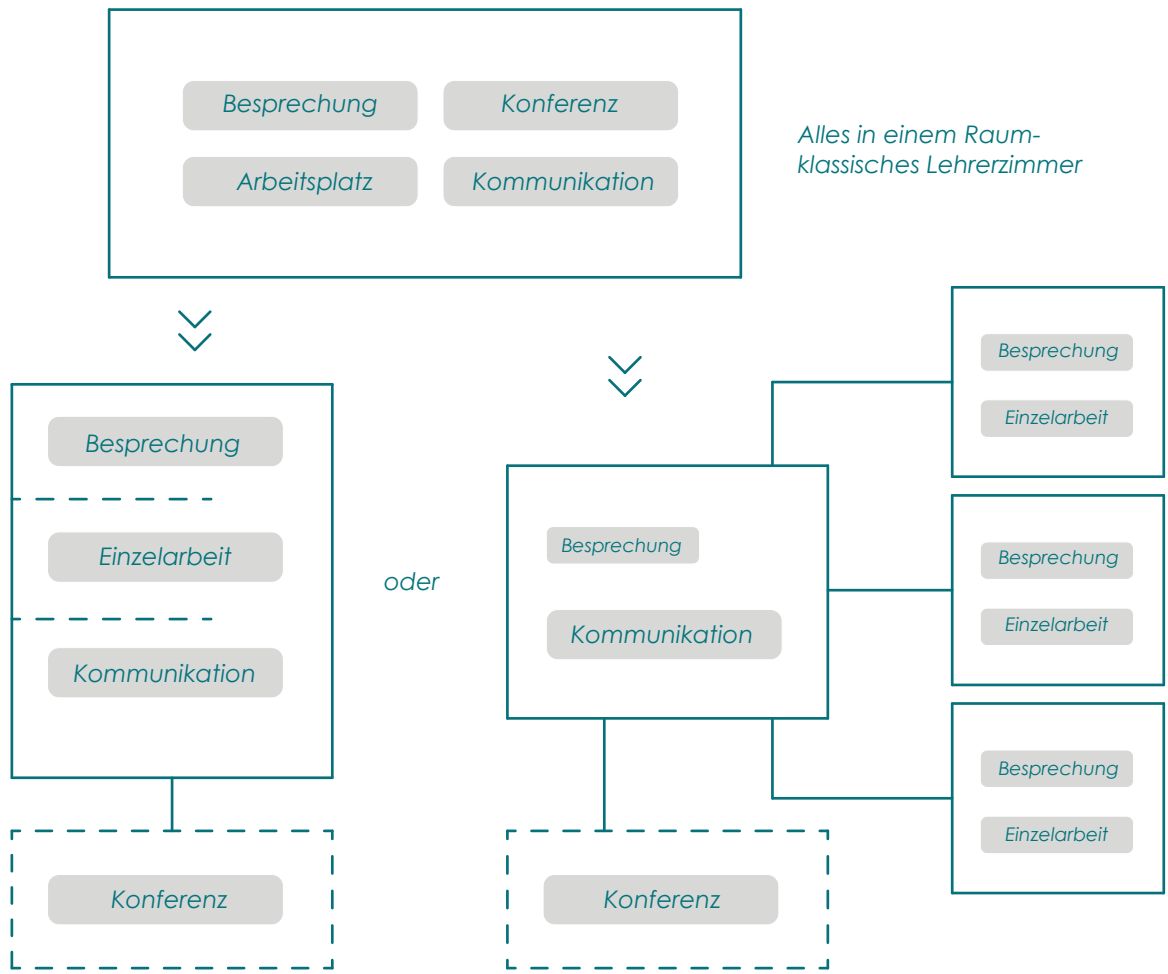 Besprechung
Konferenz
Arbeitsplatz
Kommunikation
Alles in einem Raum-
klassisches Lehrerzimmer
Besprechung
Einzelarbeit
Kommunikation
Konferenz
oder
Besprechung
Kommunikation
Konferenz
Besprechung
Einzelarbeit
Besprechung
Einzelarbeit
Besprechung
Einzelarbeit